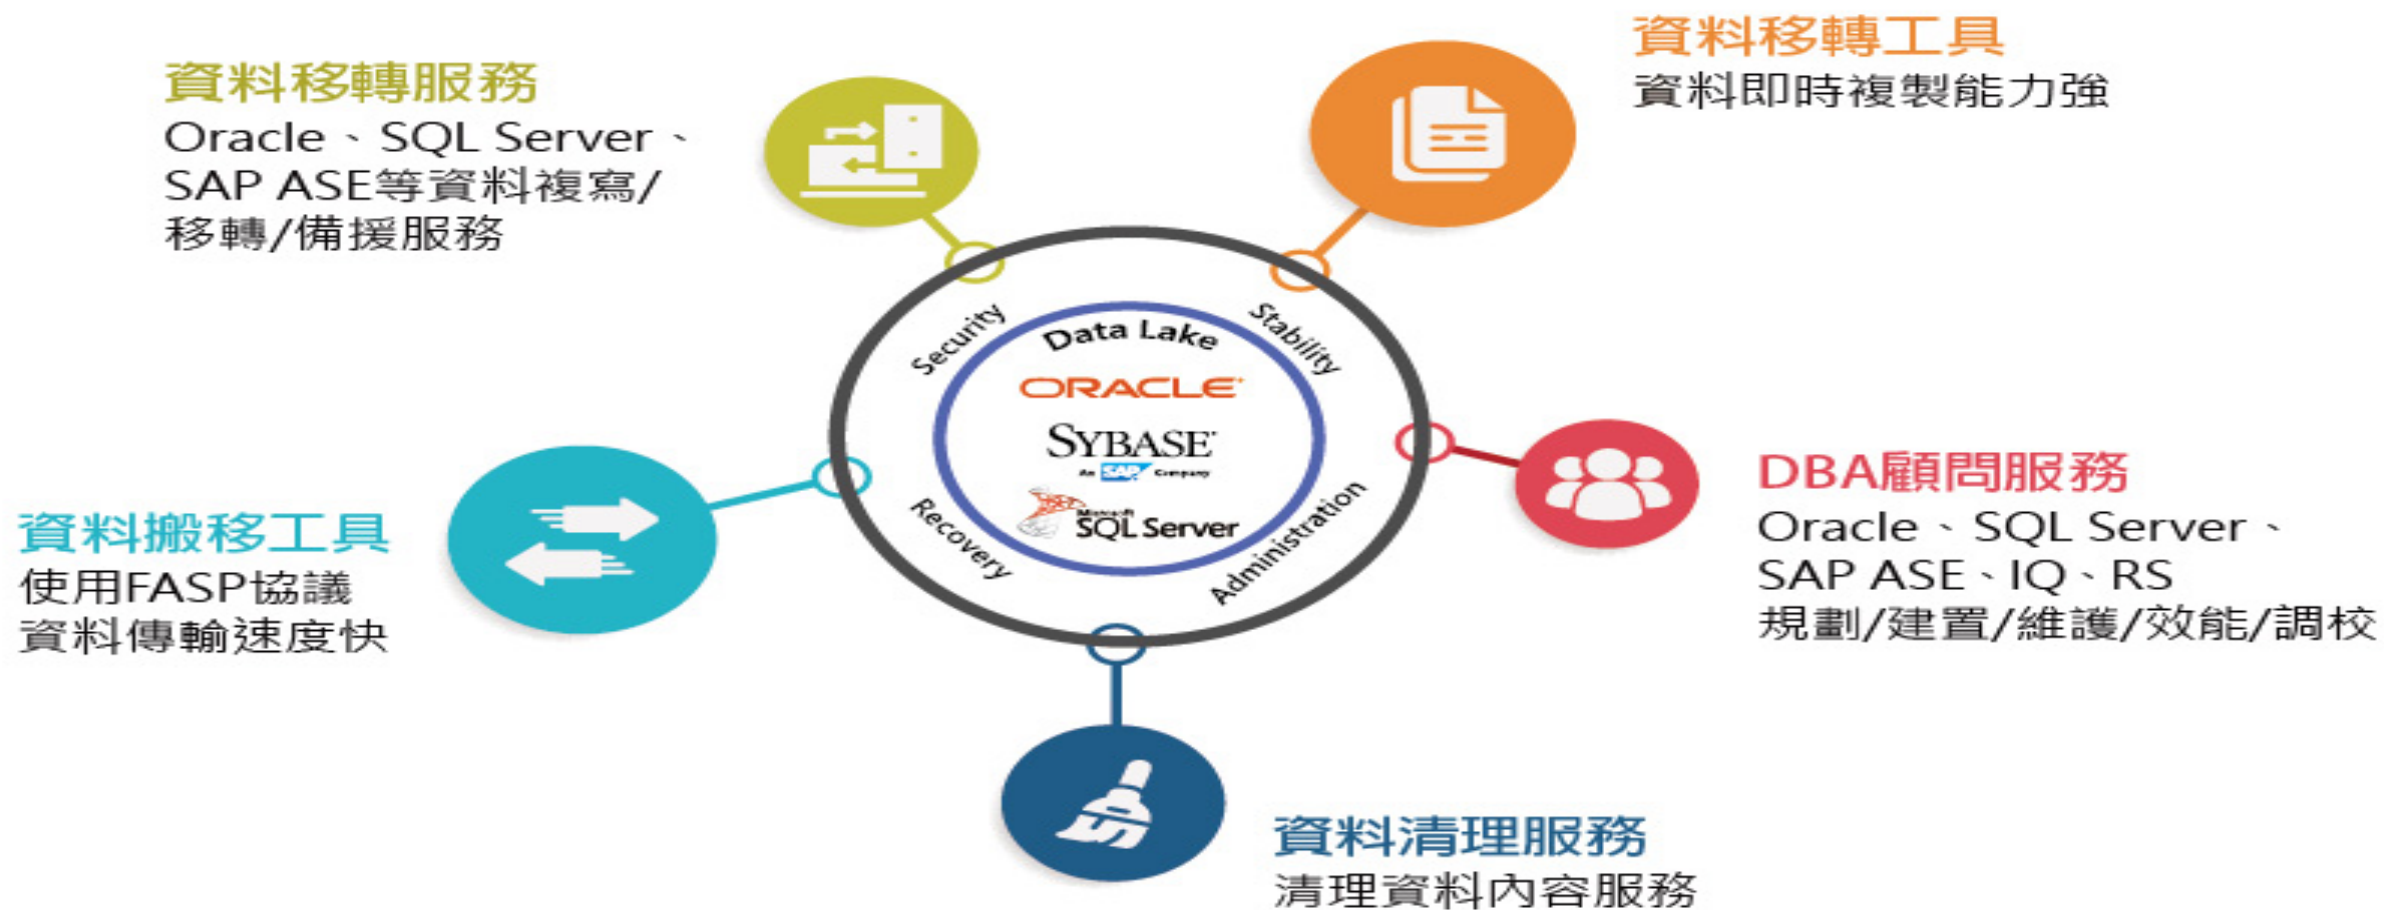 資料移轉服務
Oracle、SQL Server、
SAP ASE等資料複寫/
移轉/備援服務
資料移轉工具
資料即時複製能力強
Security
Stability
Data Lake
ORACLE
SYBASE
An SAP Company
Microsoft
SQL Server
Recovery
Administration
資料搬移工具
使用FASP協議
資料傳輸速度快
DBA顧問服務
Oracle、SQL Server、
SAP ASE、IQ、RS
規劃/建置/維護/效能/調校
資料清理服務
清理資料內容服務